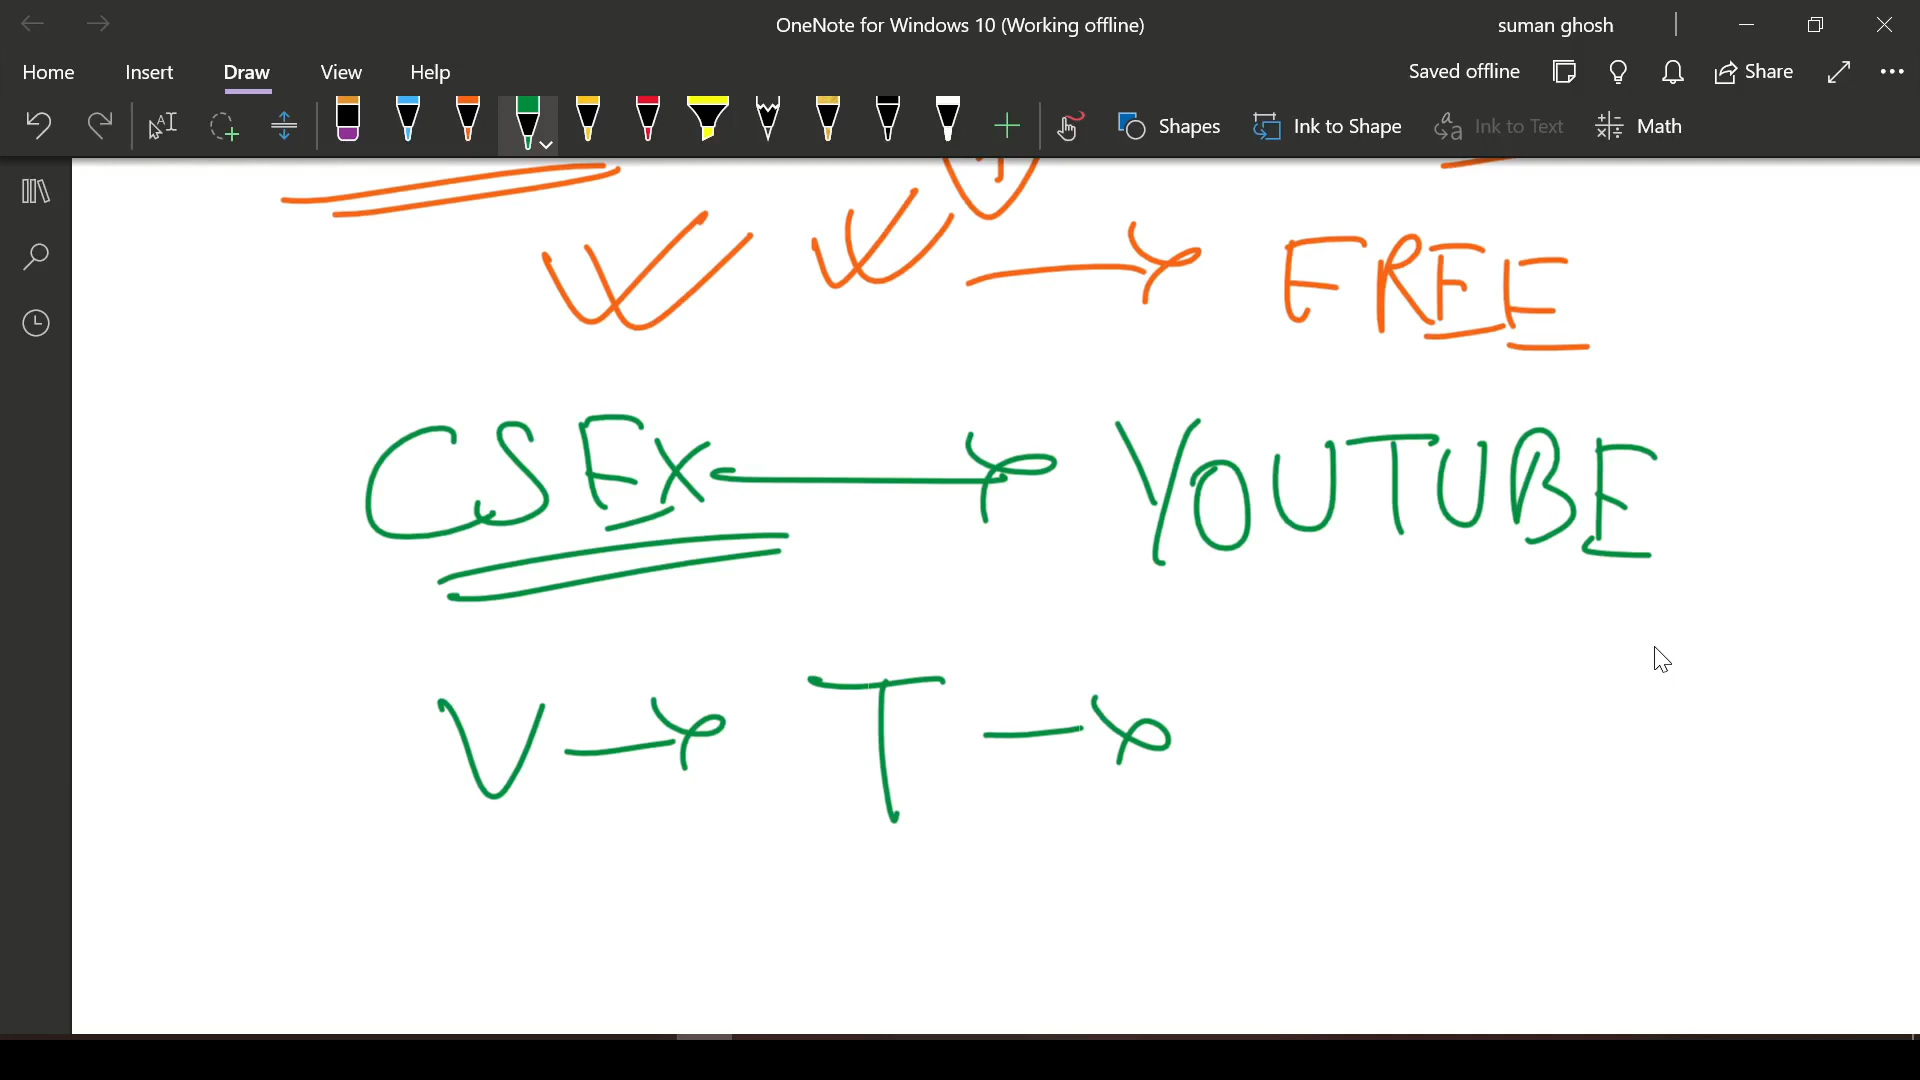 OneNote for Windows 10 (Working offline)
suman ghosh
Home Insert Draw View Help
Saved offline Share
Shapes Ink to Shape Ink to Text Math
FREE
CSEX YOUTUBE
V T